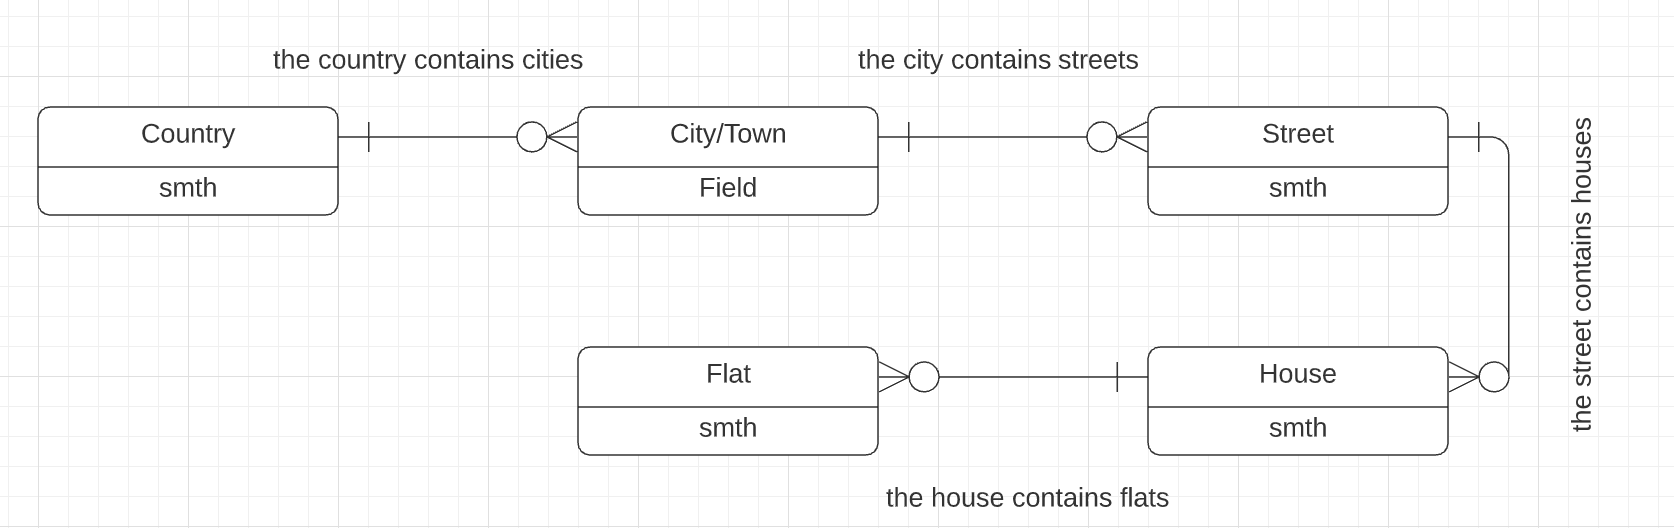 the country contains cities
the city contains streets
Country
smth
City/Town
Field
Street
smth
the street contains houses
Flat
smth
House
smth
the house contains flats